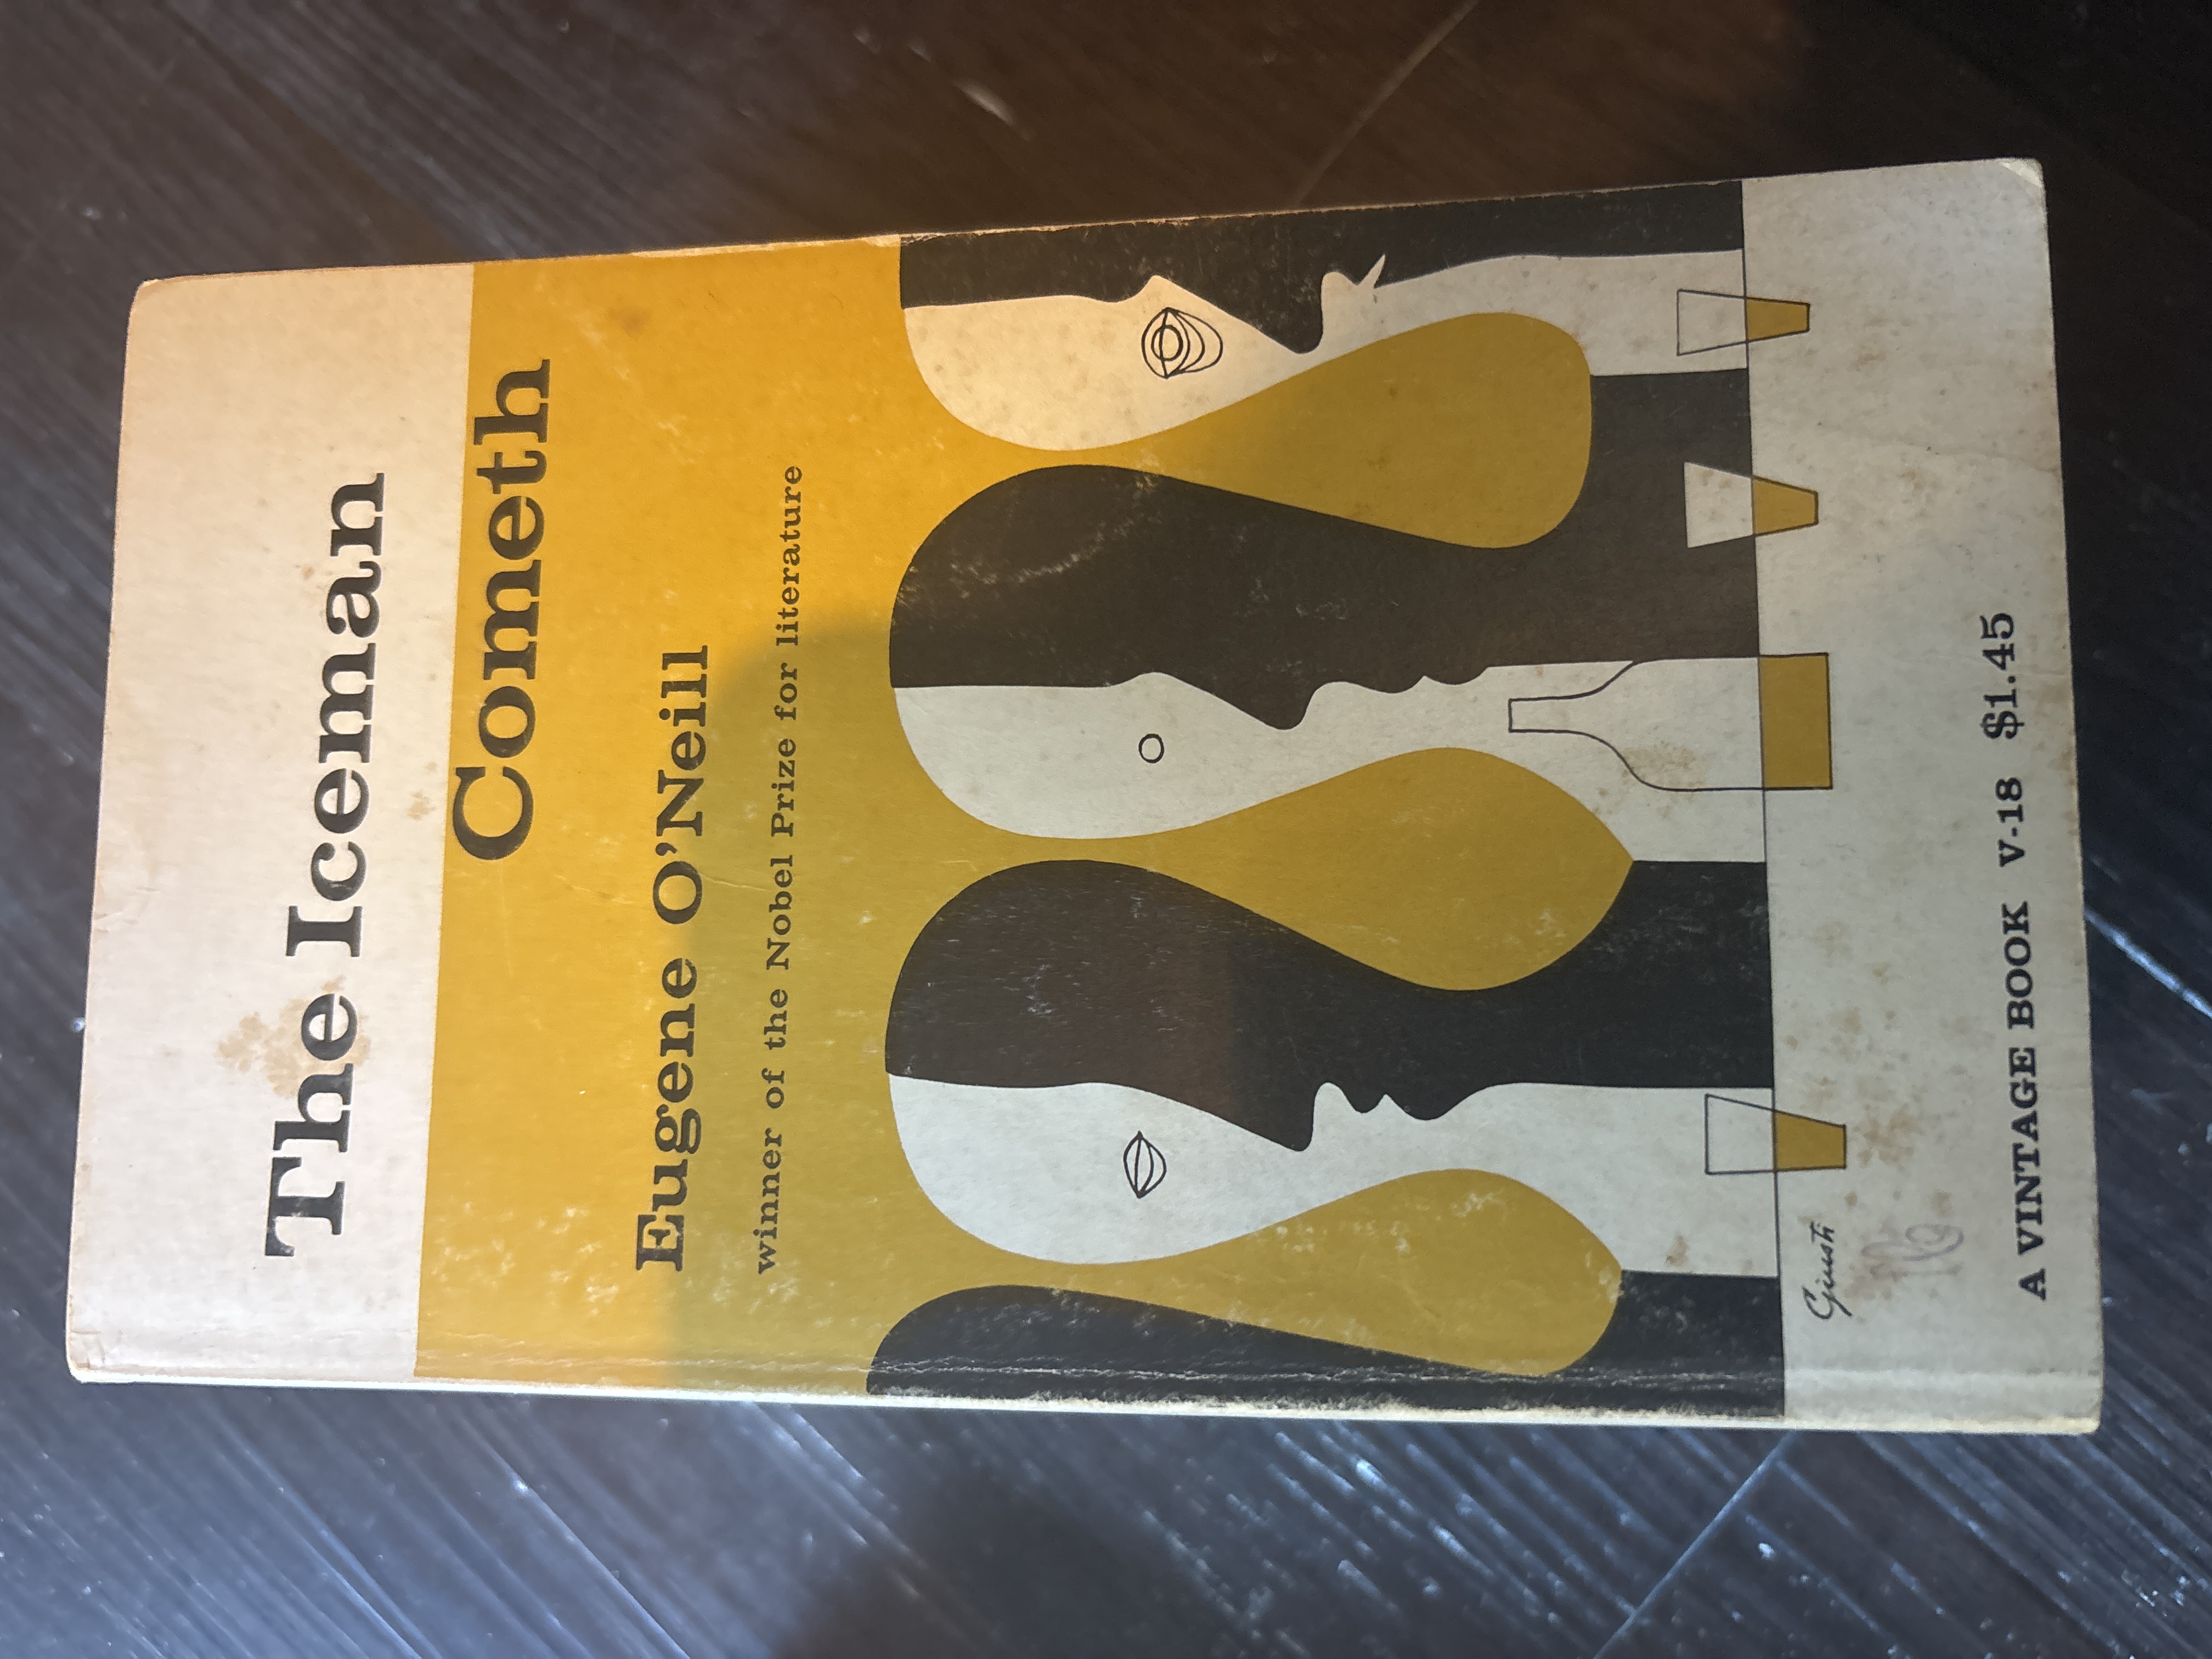 The Iceman
Cometh
Eugene O'Neill
winner of the Nobel Prize for literature
Giusti
A VINTAGE BOOK V-18 $1.45